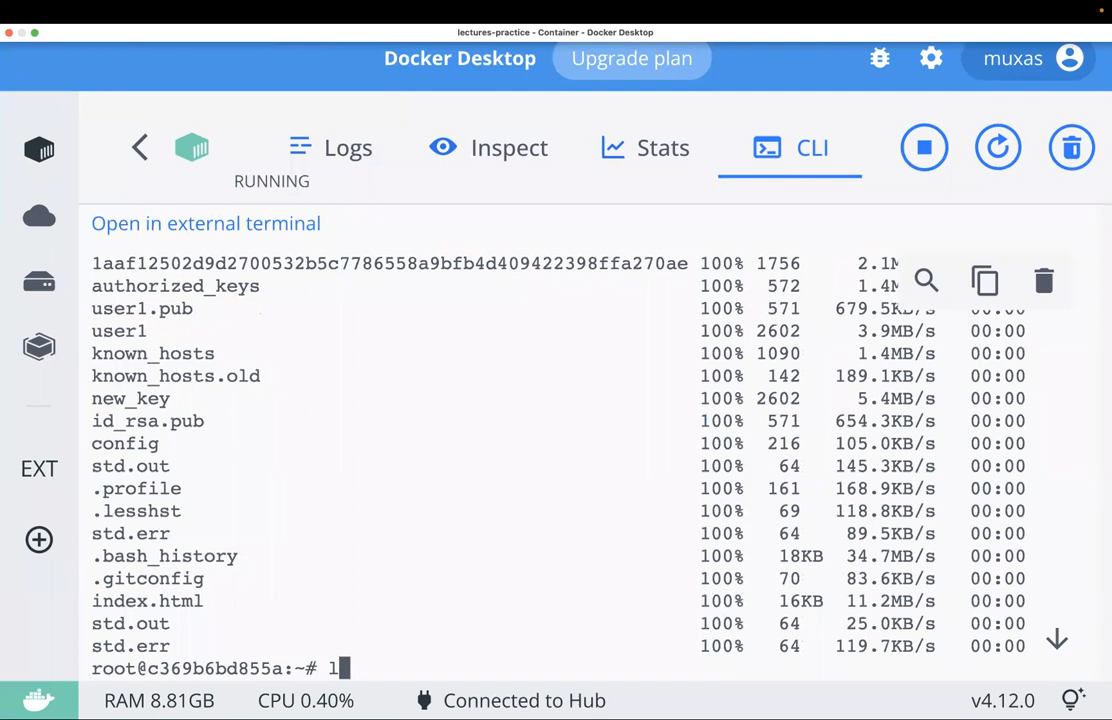 lectures-practice - Container - Docker Desktop
Docker Desktop Upgrade plan muxas
Logs Inspect Stats CLI
RUNNING
Open in external terminal
1aaf12502d9d2700532b5c7786558a9bfb4d409422398ffa270ae 100% 1756 2.1M
authorized_keys 100% 572 1.4M
user1.pub 100% 571 679.5K 00:00
user1 100% 2602 3.9MB/s 00:00
known_hosts 100% 1090 1.4MB/s 00:00
known_hosts.old 100% 142 189.1KB/s 00:00
new_key 100% 2602 5.4MB/s 00:00
id_rsa.pub 100% 571 654.3KB/s 00:00
config 100% 216 105.0KB/s 00:00
std.out 100% 64 145.3KB/s 00:00
.profile 100% 161 168.9KB/s 00:00
.lesshst 100% 69 118.8KB/s 00:00
std.err 100% 64 89.5KB/s 00:00
.bash_history 100% 18KB 34.7MB/s 00:00
.gitconfig 100% 70 83.6KB/s 00:00
index.html 100% 16KB 11.2MB/s 00:00
std.out 100% 64 25.0KB/s 00:00
std.err 100% 64 119.7KB/s 00:00
root@c369b6bd855a:~# l
EXT
RAM 8.81GB CPU 0.40% Connected to Hub v4.12.0